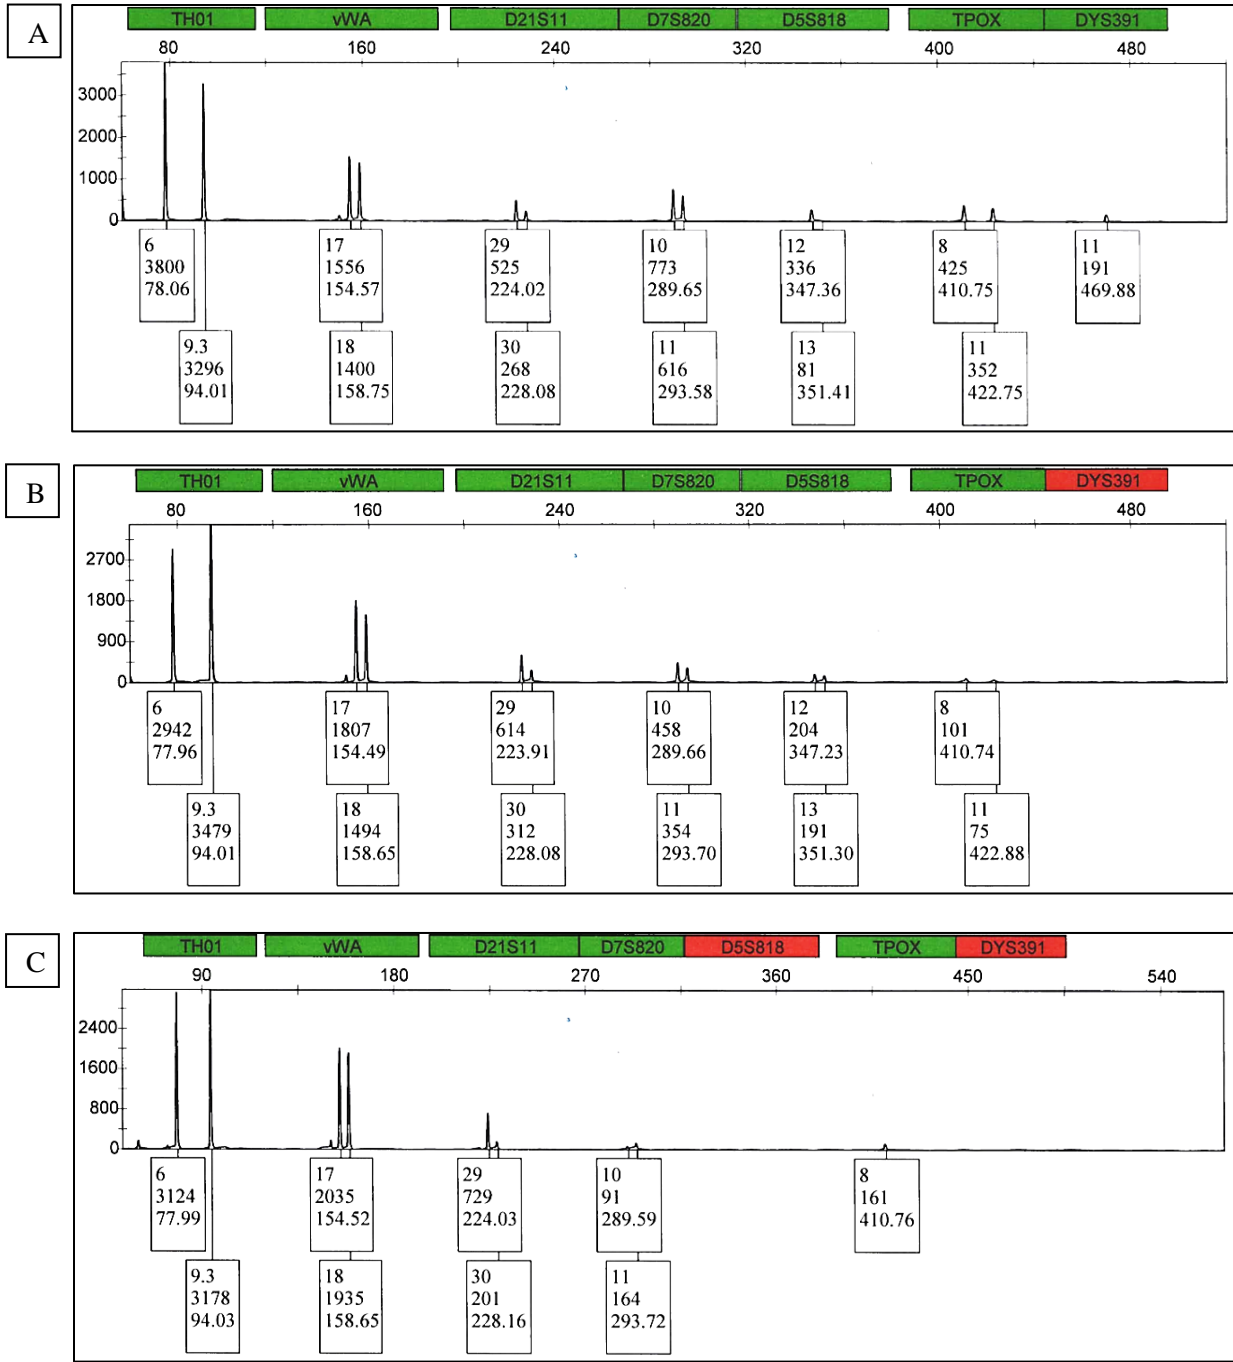 A
TH01 vWA D21S11 D7S820 D5S818 TPOX DYS391
80 160 240 320 400 480
3000
2000
1000
0
6 17 29 10 12 8 11
3800 1556 525 773 336 425 191
78.06 154.57 224.02 289.65 347.36 410.75 469.88
9.3 18 30 11 13 11
3296 1400 268 616 81 352
94.01 158.75 228.08 293.58 351.41 422.75
B
TH01 vWA D21S11 D7S820 D5S818 TPOX DYS391
80 160 240 320 400 480
2700
1800
900
0
6 17 29 10 12 8
2942 1807 614 458 204 101
77.96 154.49 223.91 289.66 347.23 410.74
9.3 18 30 11 13 11
3479 1494 312 354 191 75
94.01 158.65 228.08 293.70 351.30 422.88
C
TH01 vWA D21S11 D7S820 D5S818 TPOX DYS391
90 180 270 360 450 540
2400
1600
800
0
6 17 29 10 8
3124 2035 729 91 161
77.99 154.52 224.03 289.59 410.76
9.3 18 30 11
3178 1935 201 164
94.03 158.65 228.16 293.72